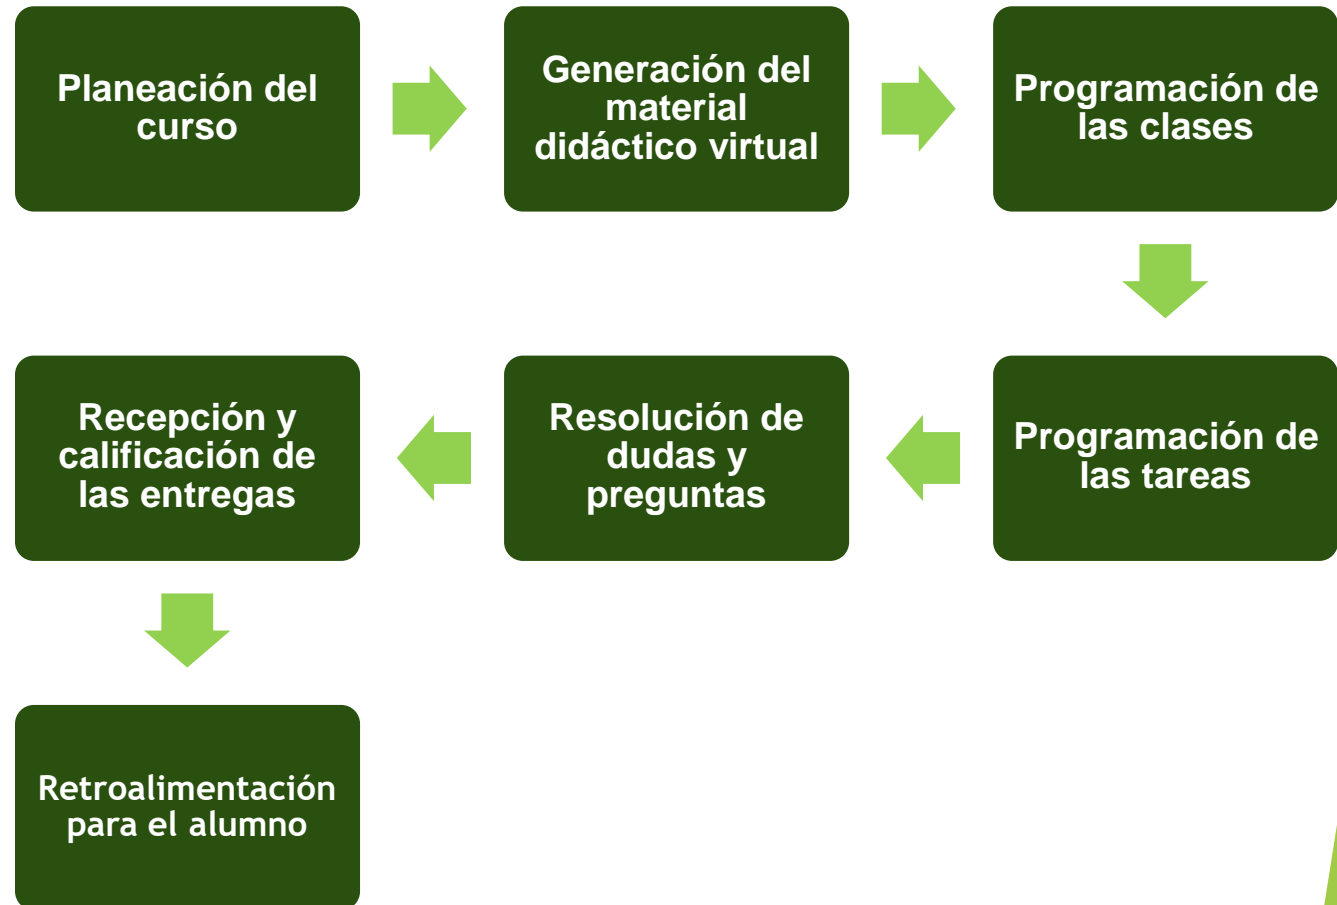 Planeación del
curso
Generación del
material
didáctico virtual
Programación de
las clases
Programación de
las tareas
Resolución de
dudas y
preguntas
Recepción y
calificación de
las entregas
Retroalimentación
para el alumno